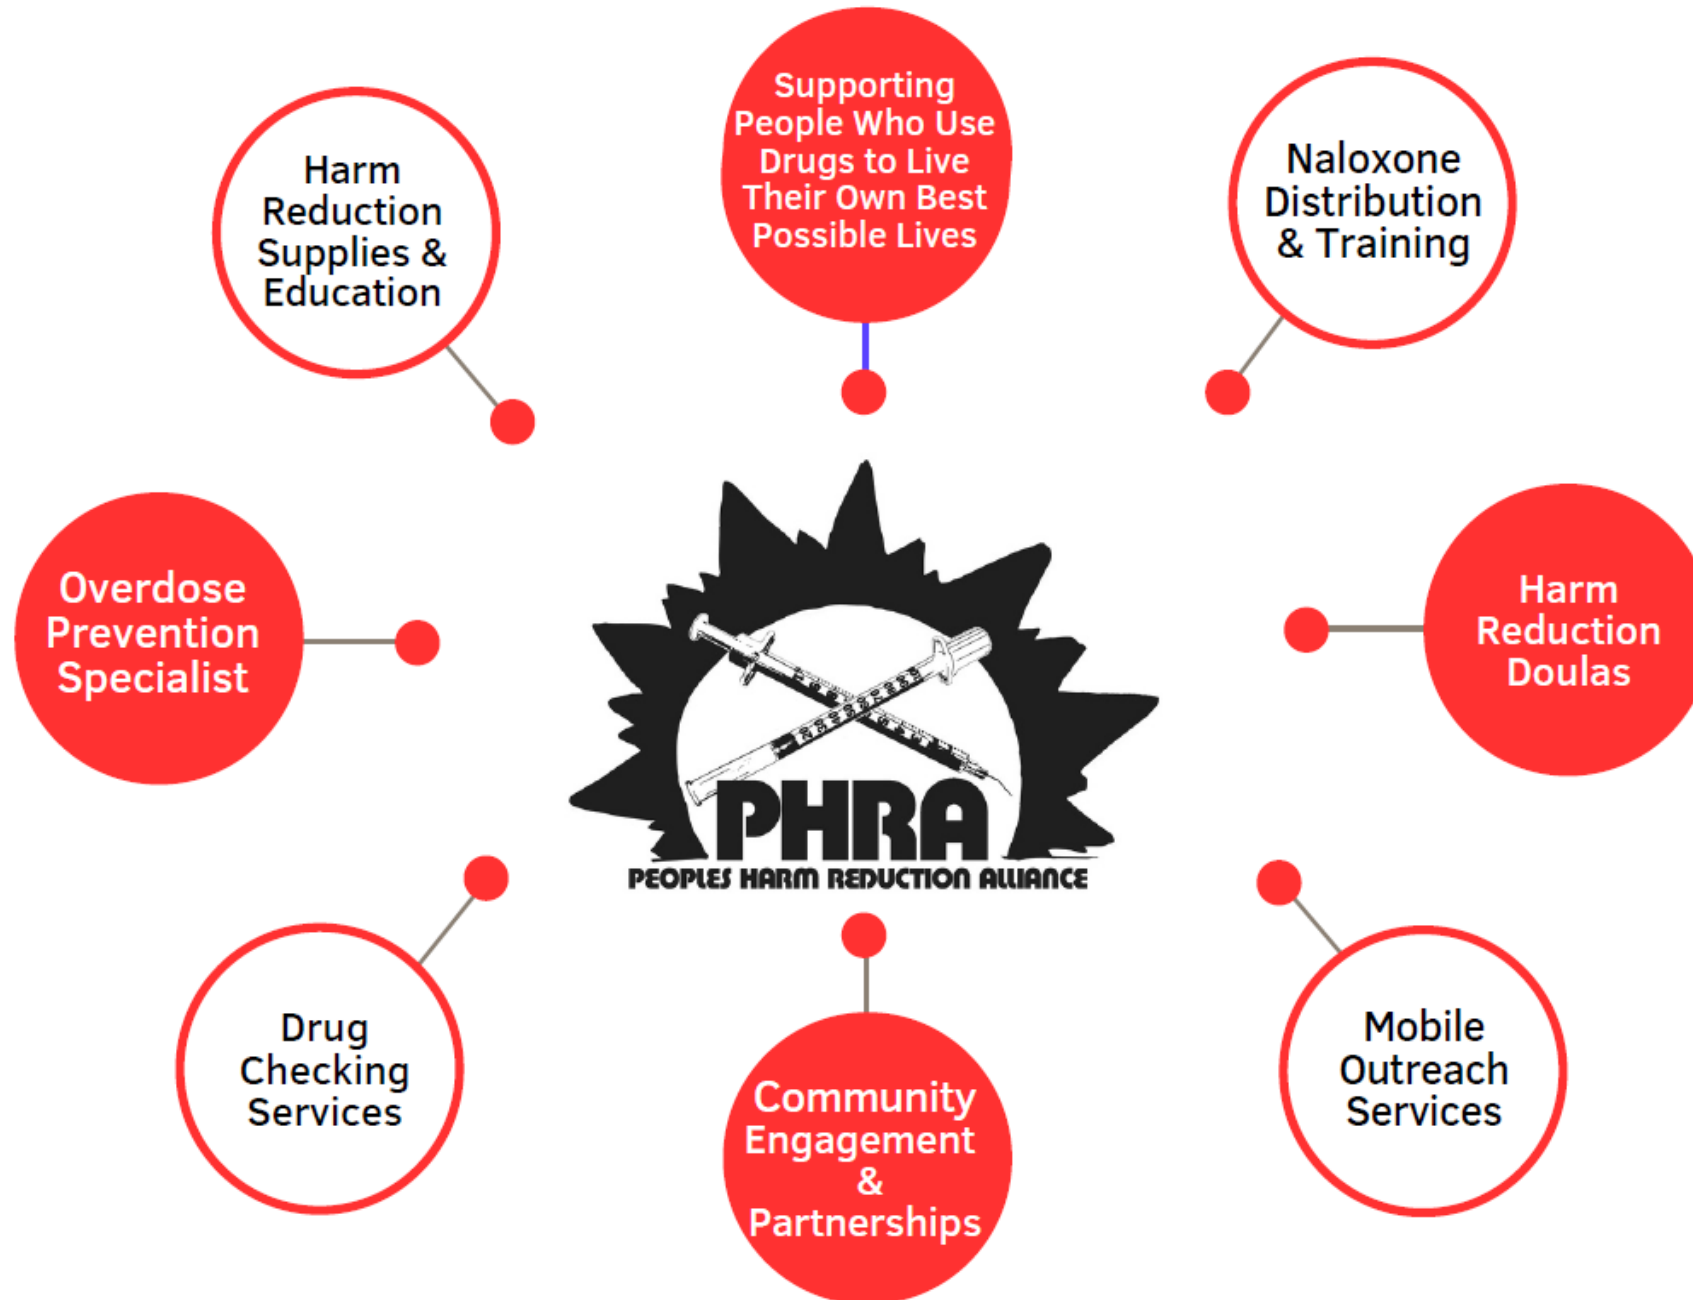 Supporting
People Who Use
Drugs to Live
Their Own Best
Possible Lives
Harm
Reduction
Supplies &
Education
Naloxone
Distribution
& Training
Overdose
Prevention
Specialist
Harm
Reduction
Doulas
PHRA
PEOPLES HARM REDUCTION ALLIANCE
Drug
Checking
Services
Community
Engagement
&
Partnerships
Mobile
Outreach
Services